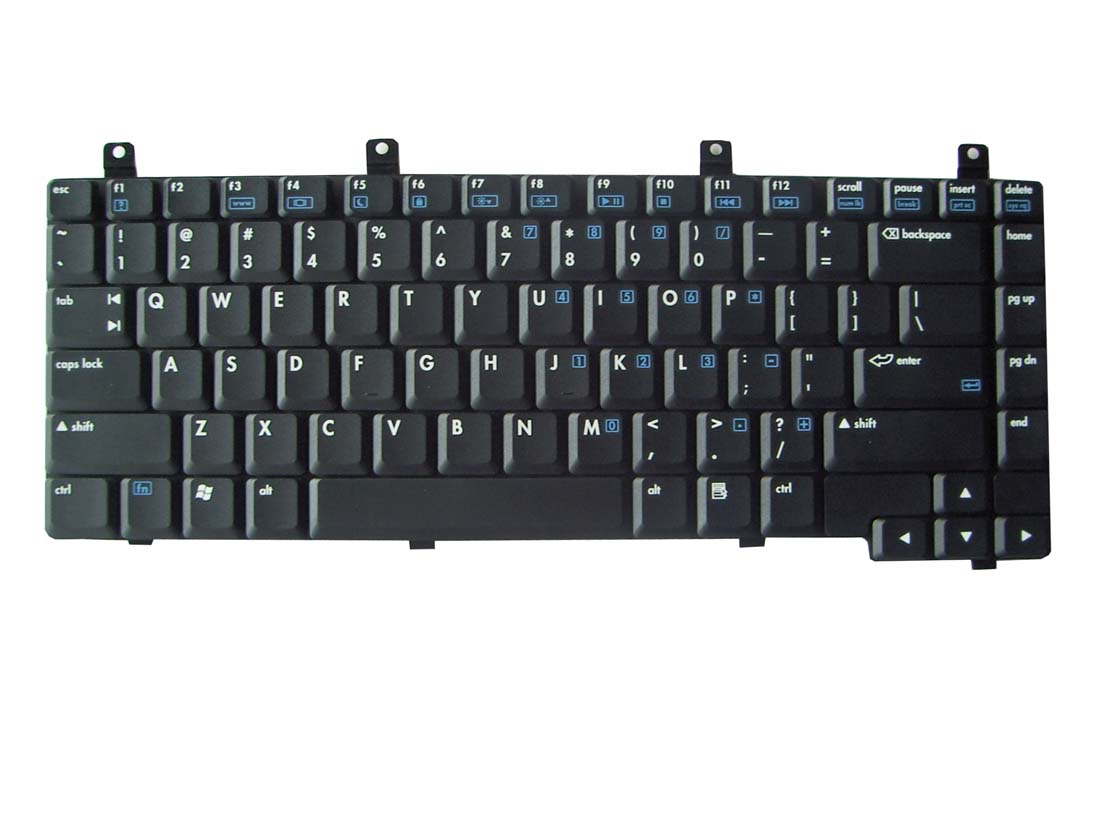 esc f1 f2 f3 f4 f5 f6 f7 f8 f9 f10 f11 f12 scroll pause insert delete
? www num lk break prt sc sys rq
~ ! @ # $ % ^ & 7 * 8 ( 9 ) / — + backspace home
` 1 2 3 4 5 6 7 8 9 0 - =
tab Q W E R T Y U 4 I 5 O 6 P * { } | pg up
[ ] \
caps lock A S D F G H J 1 K 2 L 3 : - " enter pg dn
; '
shift Z X C V B N M 0 < > . ? + shift end
, . /
ctrl fn alt alt ctrl